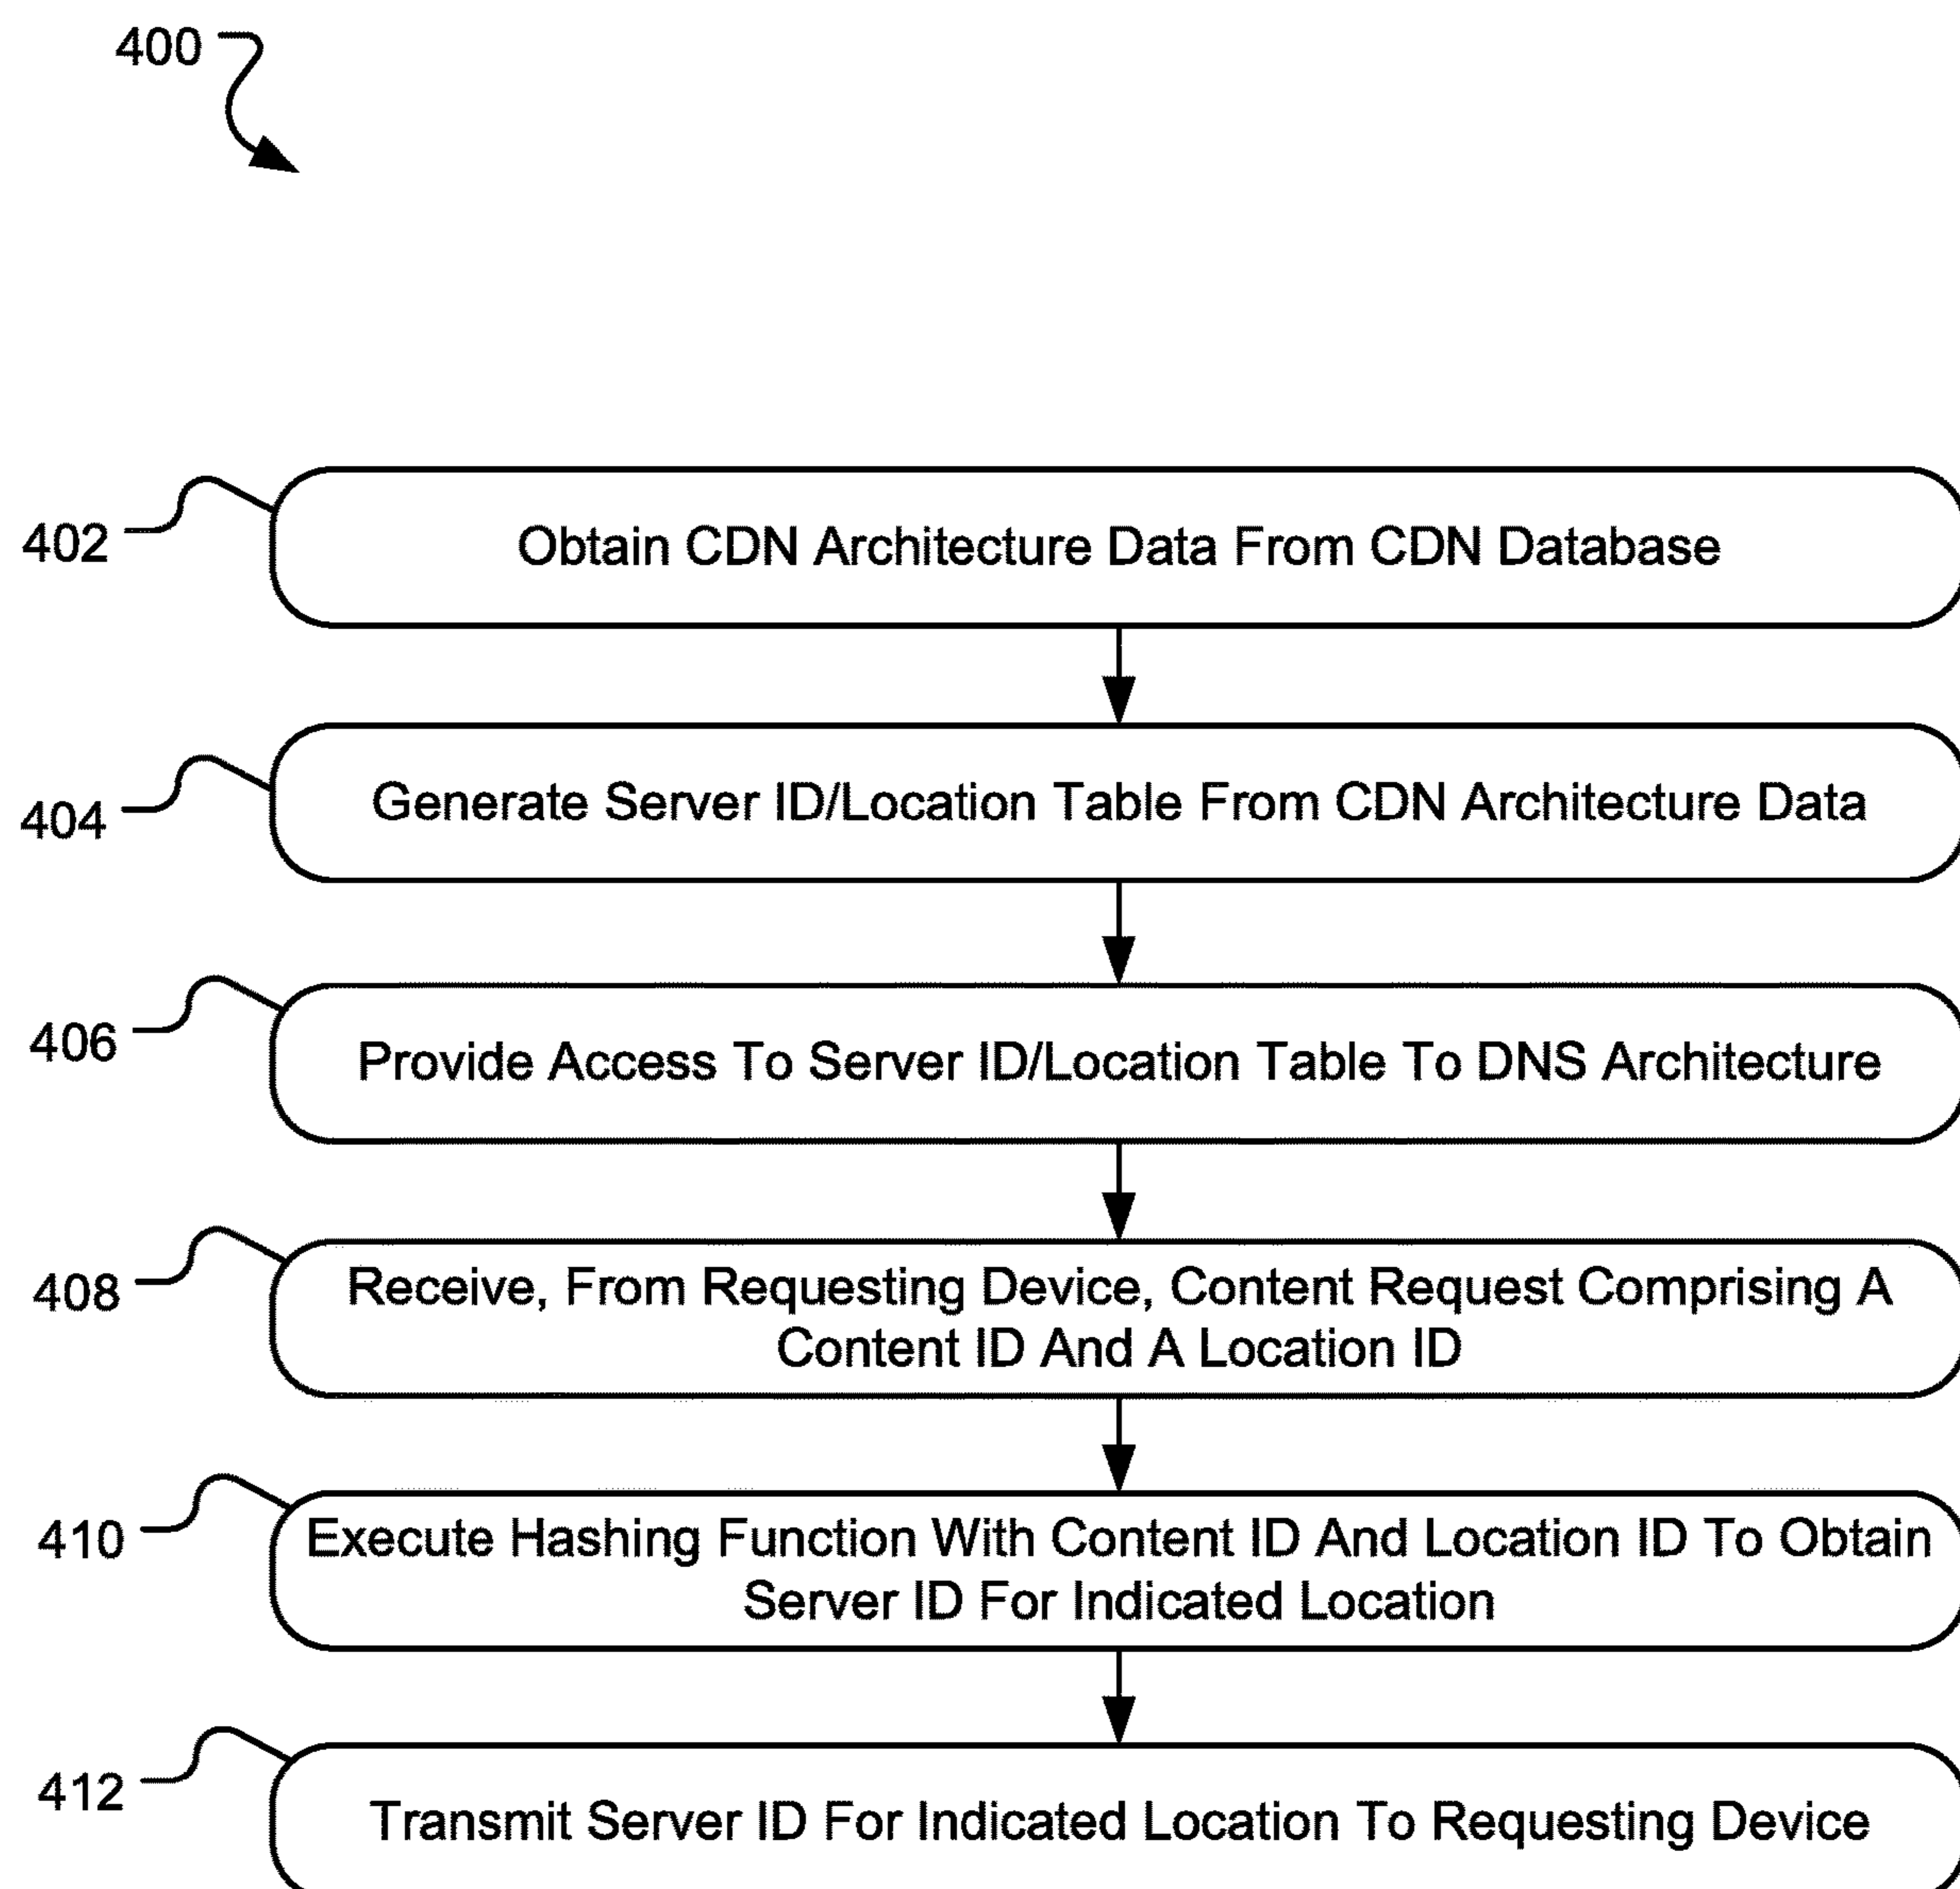 400
402
Obtain CDN Architecture Data From CDN Database
404
Generate Server ID/Location Table From CDN Architecture Data
406
Provide Access To Server ID/Location Table To DNS Architecture
408
Receive, From Requesting Device, Content Request Comprising A
Content ID And A Location ID
410
Execute Hashing Function With Content ID And Location ID To Obtain
Server ID For Indicated Location
412
Transmit Server ID For Indicated Location To Requesting Device